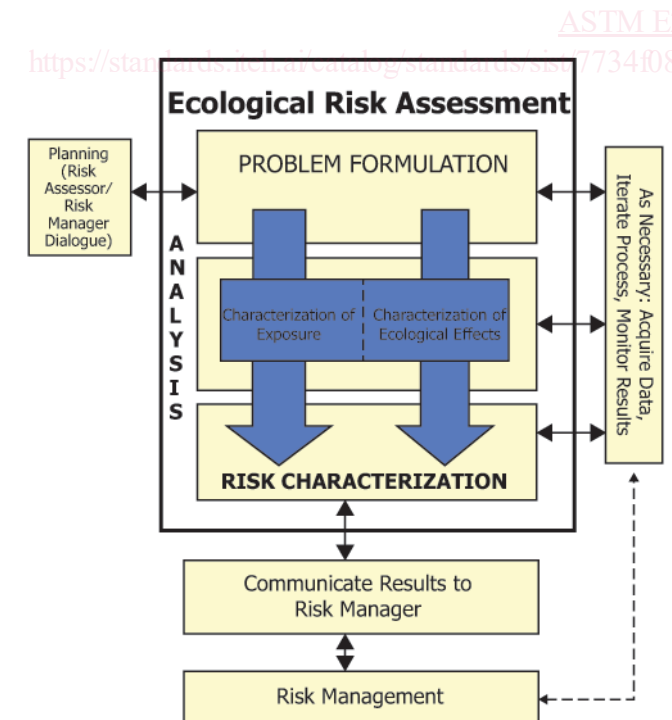 ASTM E
https://standards.iteh.ai/catalog/standards/sist/7734f08
Ecological Risk Assessment
Planning
(Risk
Assessor/
Risk
Manager
Dialogue)
PROBLEM FORMULATION
ANALYSIS
Characterization of
Exposure
Characterization of
Ecological Effects
As Necessary: Acquire Data,
Iterate Process, Monitor Results
RISK CHARACTERIZATION
Communicate Results to
Risk Manager
Risk Management